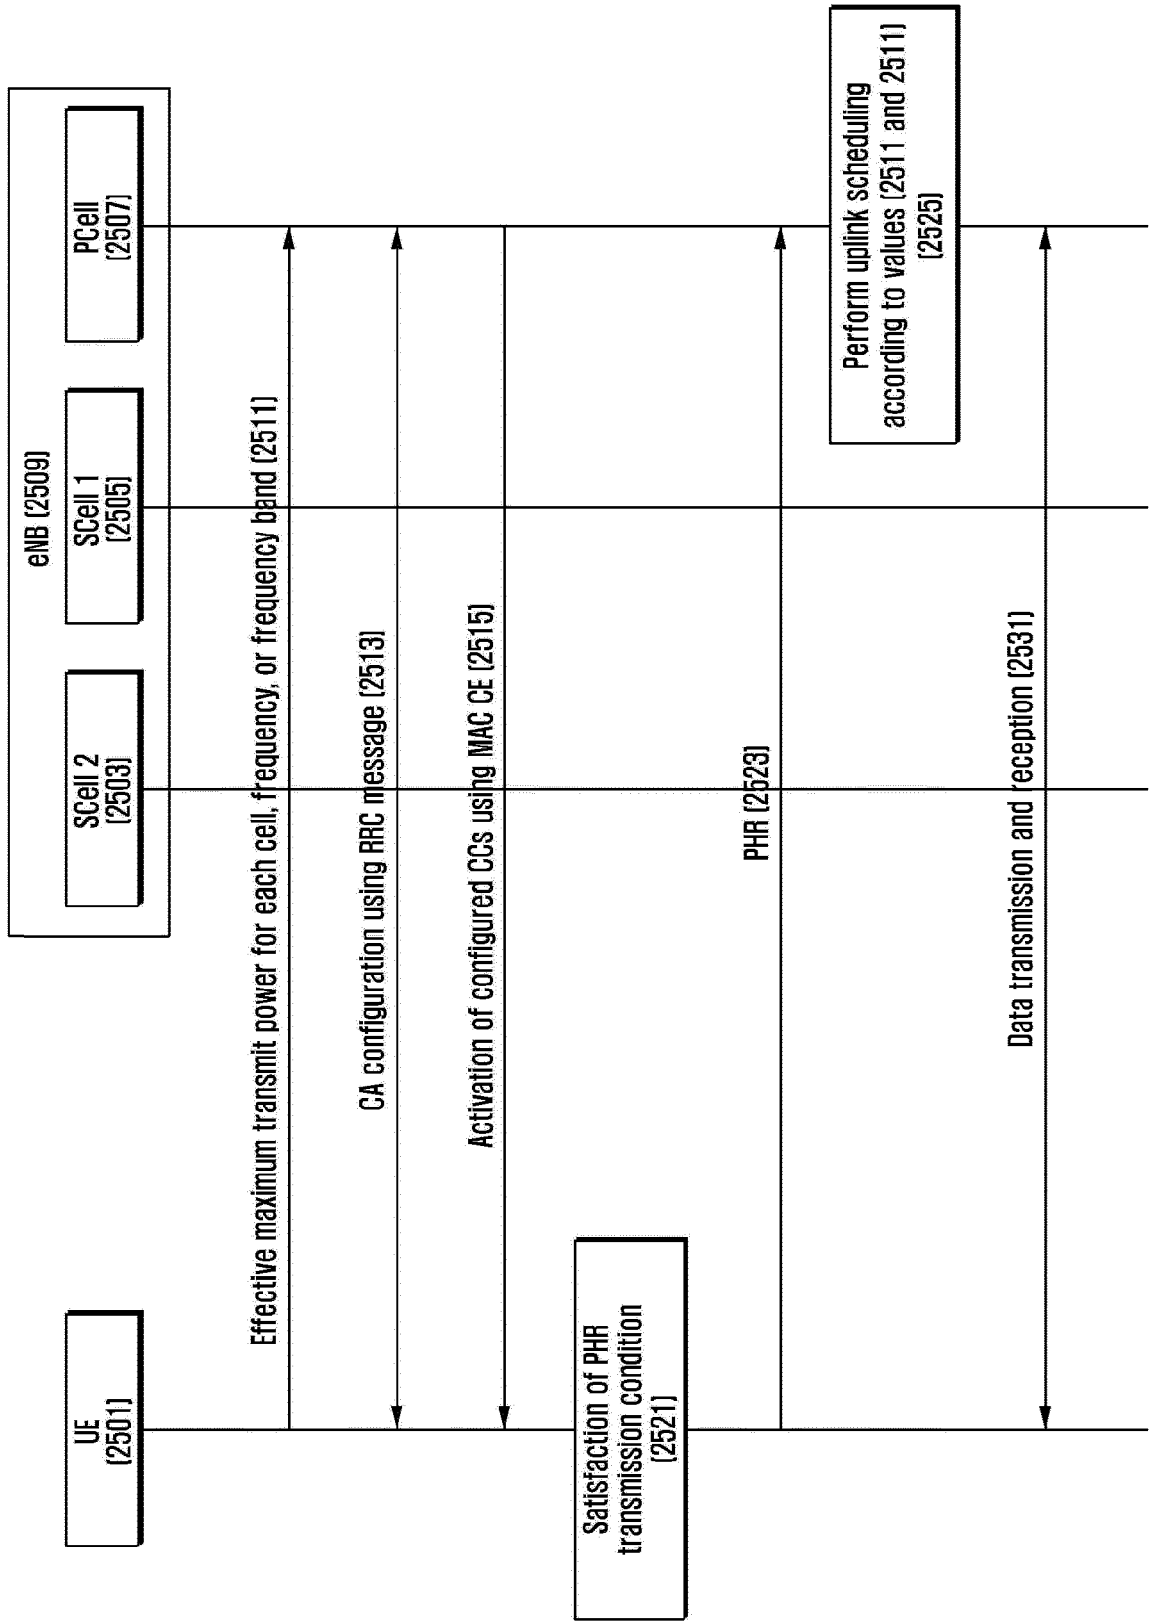 eNB (2509)
UE
(2501)
SCell 2
(2503)
SCell 1
(2505)
PCell
(2507)
Effective maximum transmit power for each cell, frequency, or frequency band (2511)
CA configuration using RRC message (2513)
Activation of configured CCs using MAC CE (2515)
Satisfaction of PHR
transmission condition
(2521)
PHR (2523)
Perform uplink scheduling
according to values (2511 and 2511)
(2525)
Data transmission and reception (2531)